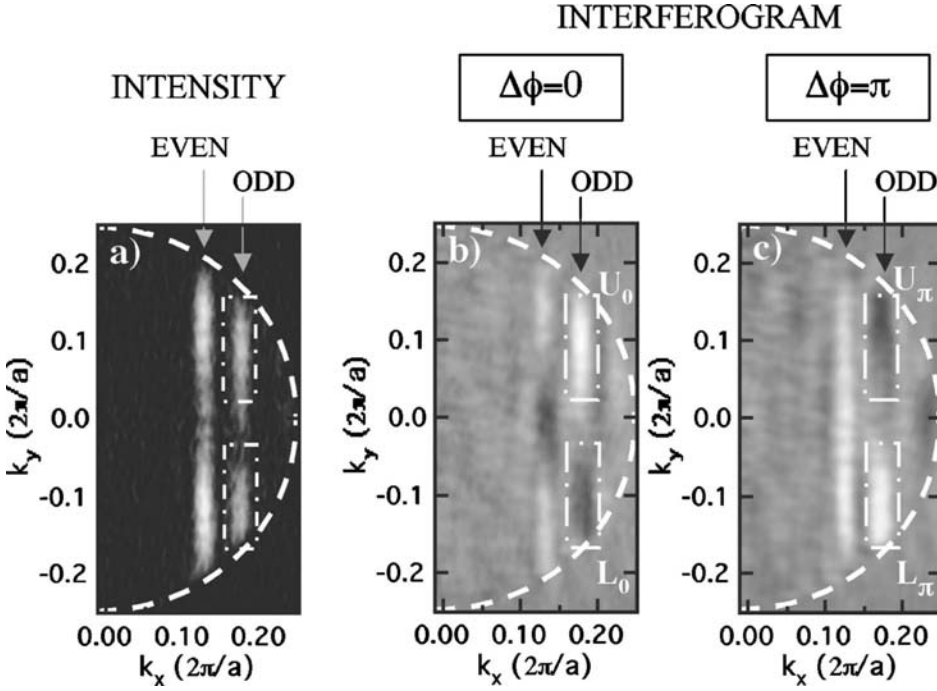 INTERFEROGRAM
INTENSITY
Δϕ=0
Δϕ=π
EVEN
ODD
EVEN
ODD
EVEN
ODD
a)
b)
c)
U0
Uπ
L0
Lπ
0.2
0.1
0.0
-0.1
-0.2
ky (2π/a)
0.00 0.10 0.20
kx (2π/a)
0.2
0.1
0.0
-0.1
-0.2
ky (2π/a)
0.00 0.10 0.20
kx (2π/a)
0.2
0.1
0.0
-0.1
-0.2
ky (2π/a)
0.00 0.10 0.20
kx (2π/a)